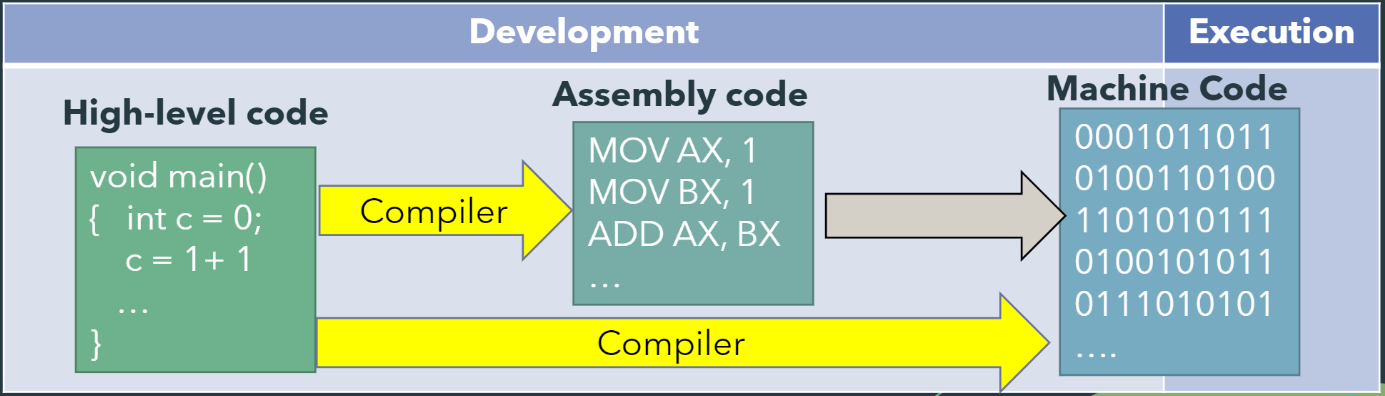 Development
Execution
High-level code
void main()
{ int c = 0;
c = 1+ 1
...
}
Compiler
Assembly code
MOV AX, 1
MOV BX, 1
ADD AX, BX
...
Compiler
Machine Code
0001011011
0100110100
1101010111
0100101011
0111010101
....